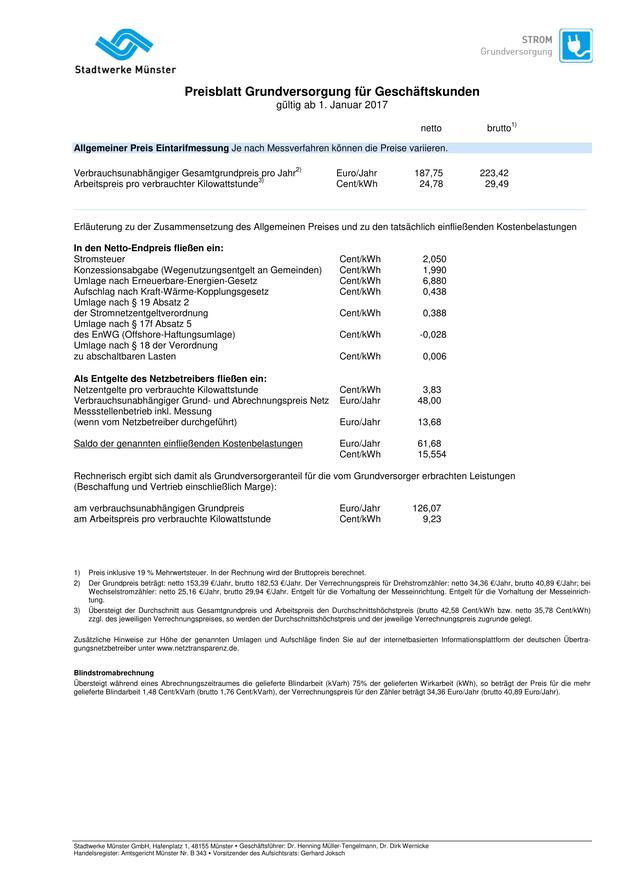 Stadtwerke Münster
STROM
Grundversorgung
Preisblatt Grundversorgung für Geschäftskunden
gültig ab 1. Januar 2017
netto brutto1)
Allgemeiner Preis Eintarifmessung Je nach Messverfahren können die Preise variieren.
Verbrauchsunabhängiger Gesamtgrundpreis pro Jahr2) Euro/Jahr 187,75 223,42
Arbeitspreis pro verbrauchter Kilowattstunde3) Cent/kWh 24,78 29,49
Erläuterung zu der Zusammensetzung des Allgemeinen Preises und zu den tatsächlich einfließenden Kostenbelastungen
In den Netto-Endpreis fließen ein:
Stromsteuer Cent/kWh 2,050
Konzessionsabgabe (Wegenutzungsentgelt an Gemeinden) Cent/kWh 1,990
Umlage nach Erneuerbare-Energien-Gesetz Cent/kWh 6,880
Aufschlag nach Kraft-Wärme-Kopplungsgesetz Cent/kWh 0,438
Umlage nach § 19 Absatz 2
der Stromnetzentgeltverordnung Cent/kWh 0,388
Umlage nach § 17f Absatz 5
des EnWG (Offshore-Haftungsumlage) Cent/kWh -0,028
Umlage nach § 18 der Verordnung
zu abschaltbaren Lasten Cent/kWh 0,006
Als Entgelte des Netzbetreibers fließen ein:
Netzentgelte pro verbrauchte Kilowattstunde Cent/kWh 3,83
Verbrauchsunabhängiger Grund- und Abrechnungspreis Netz Euro/Jahr 48,00
Messstellenbetrieb inkl. Messung
(wenn vom Netzbetreiber durchgeführt) Euro/Jahr 13,68
Saldo der genannten einfließenden Kostenbelastungen Euro/Jahr 61,68
Cent/kWh 15,554
Rechnerisch ergibt sich damit als Grundversorgeranteil für die vom Grundversorger erbrachten Leistungen
(Beschaffung und Vertrieb einschließlich Marge):
am verbrauchsunabhängigen Grundpreis Euro/Jahr 126,07
am Arbeitspreis pro verbrauchte Kilowattstunde Cent/kWh 9,23
1) Preis inklusive 19 % Mehrwertsteuer. In der Rechnung wird der Bruttopreis berechnet.
2) Der Grundpreis beträgt: netto 153,39 €/Jahr, brutto 182,53 €/Jahr. Der Verrechnungspreis für Drehstromzähler: netto 34,36 €/Jahr, brutto 40,89 €/Jahr; bei
Wechselstromzähler: netto 25,16 €/Jahr, brutto 29,94 €/Jahr. Entgelt für die Vorhaltung der Messeinrichtung. Entgelt für die Vorhaltung der Messeinrich-
tung.
3) Übersteigt der Durchschnitt aus Gesamtgrundpreis und Arbeitspreis den Durchschnittshöchstpreis (brutto 42,58 Cent/kWh bzw. netto 35,78 Cent/kWh)
zzgl. des jeweiligen Verrechnungspreises, so werden der Durchschnittshöchstpreis und der jeweilige Verrechnungspreis zugrunde gelegt.
Zusätzliche Hinweise zur Höhe der genannten Umlagen und Aufschläge finden Sie auf der internetbasierten Informationsplattform der deutschen Übertra-
gungsnetzbetreiber unter www.netztransparenz.de.
Blindstromabrechnung
Übersteigt während eines Abrechnungszeitraumes die gelieferte Blindarbeit (kVarh) 75% der gelieferten Wirkarbeit (kWh), so beträgt der Preis für die mehr
gelieferte Blindarbeit 1,48 Cent/kVarh (brutto 1,76 Cent/kVarh), der Verrechnungspreis für den Zähler beträgt 34,36 Euro/Jahr (brutto 40,89 Euro/Jahr).
Stadtwerke Münster GmbH, Hafenplatz 1, 48155 Münster • Geschäftsführer: Dr. Henning Müller-Tengelmann, Dr. Dirk Wernicke
Handelsregister: Amtsgericht Münster Nr. B 343 • Vorsitzender des Aufsichtsrats: Gerhard Joksch